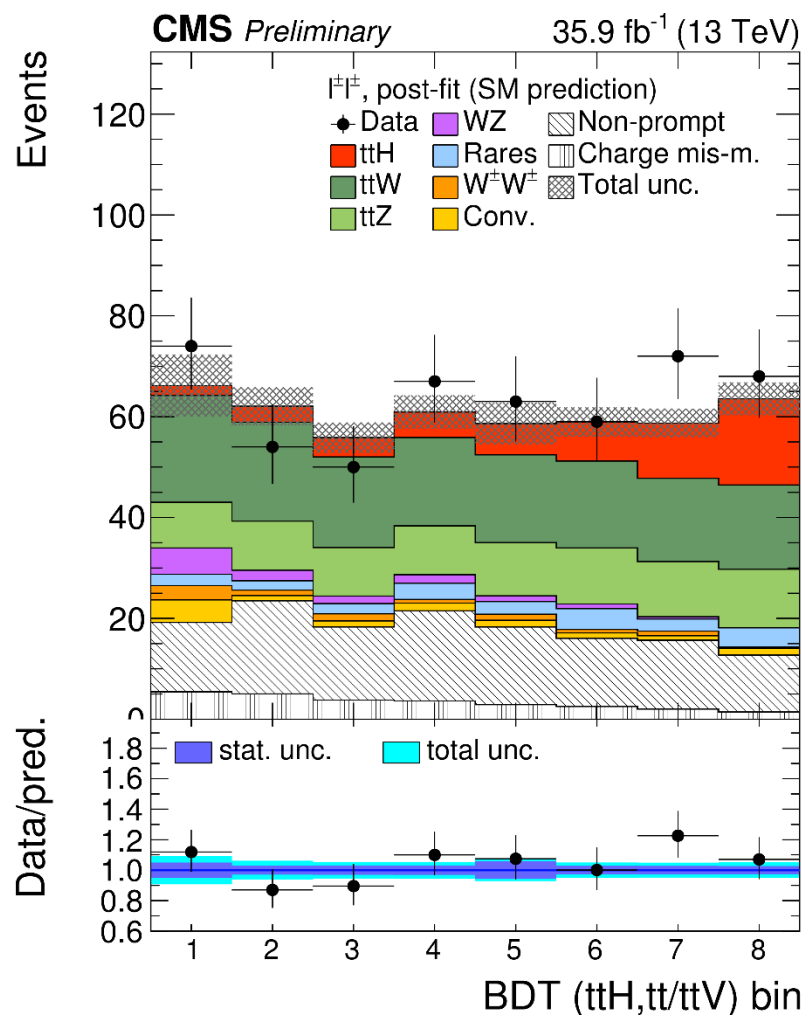 CMS Preliminary 35.9 fb⁻¹ (13 TeV)
Events
l±l±, post-fit (SM prediction)
Data WZ Non-prompt
ttH Rares Charge mis-m.
ttW W±W± Total unc.
ttZ Conv.
120
100
80
60
40
20
0
Data/pred.
stat. unc. total unc.
1.8
1.6
1.4
1.2
1.0
0.8
0.6
1 2 3 4 5 6 7 8
BDT (ttH,tt/ttV) bin